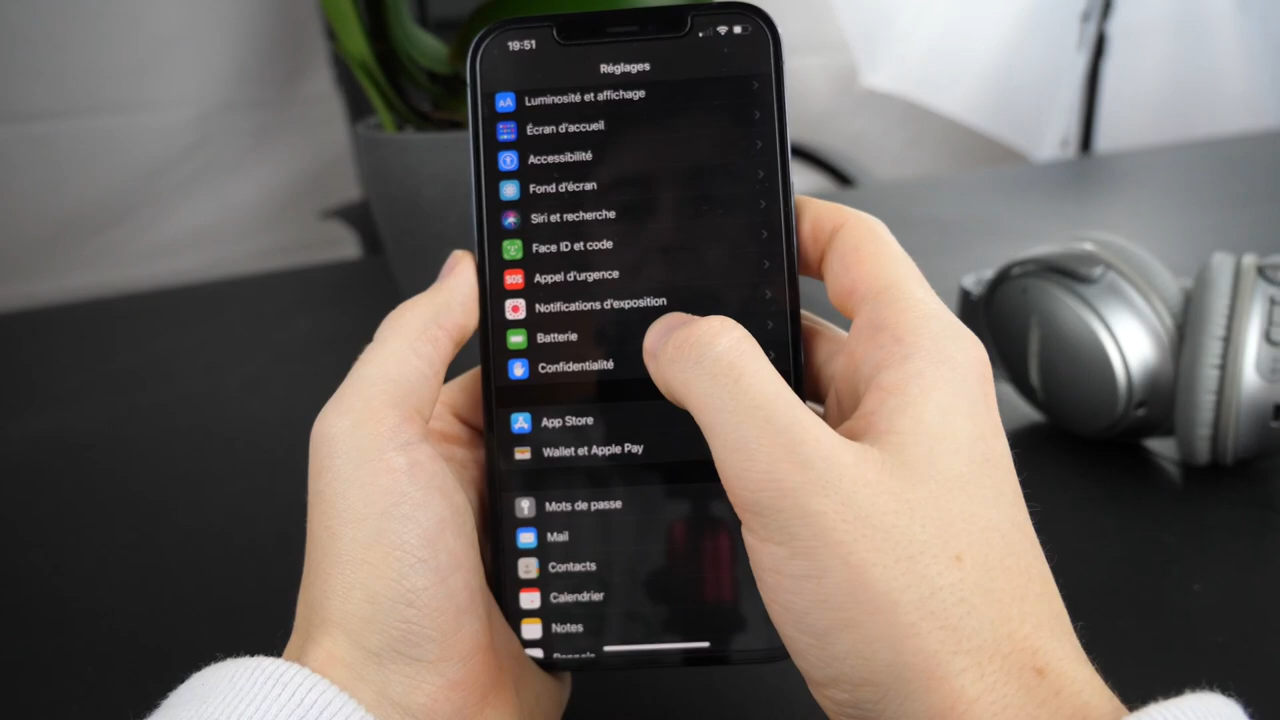 19:51
Réglages
AA
Luminosité et affichage
Écran d'accueil
Accessibilité
Fond d'écran
Siri et recherche
Face ID et code
SOS
Appel d'urgence
Notifications d'exposition
Batterie
Confidentialité
App Store
Wallet et Apple Pay
Mots de passe
Mail
Contacts
Calendrier
Notes